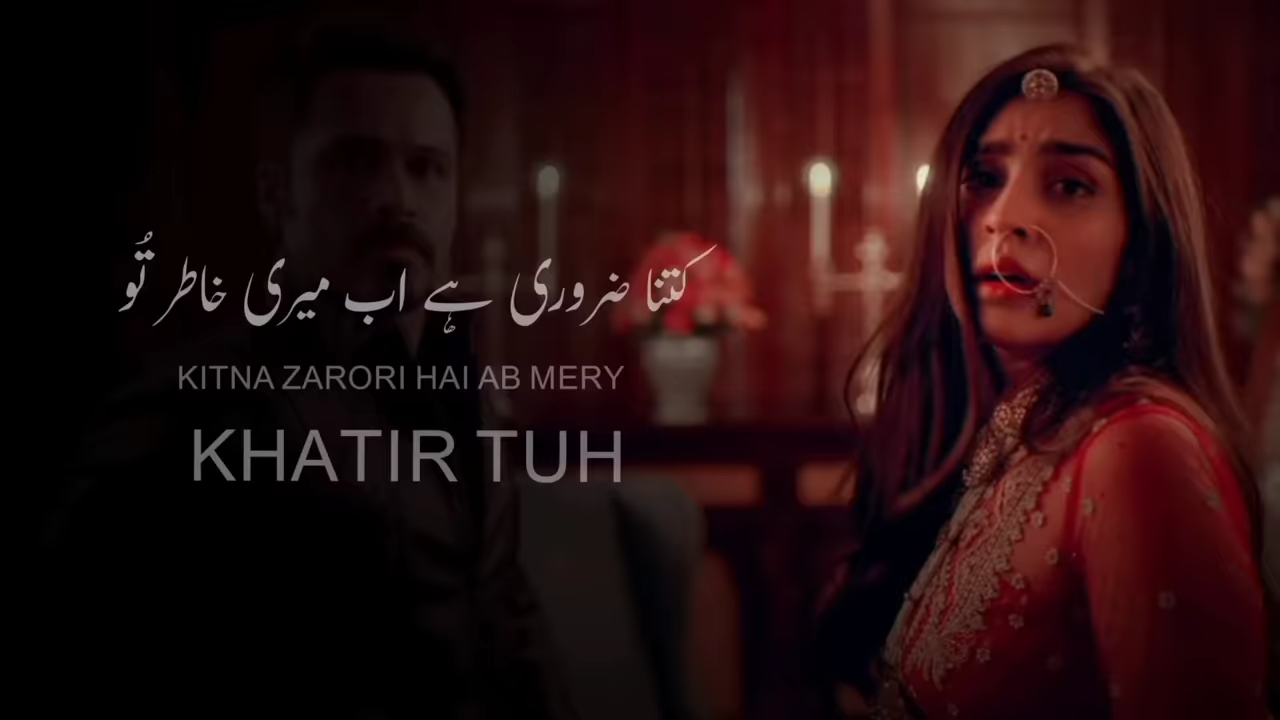 کتنا ضروری ہے اب میری خاطر تُو
KITNA ZARORI HAI AB MERY
KHATIR TUH